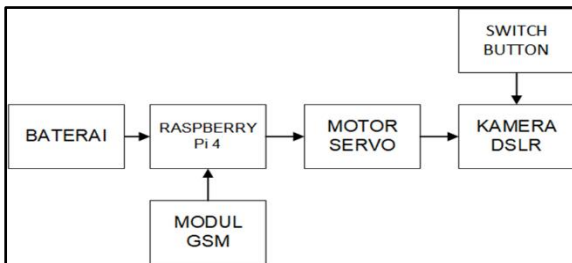 SWITCH
BUTTON
BATERAI
RASPBERRY
Pi 4
MOTOR
SERVO
KAMERA
DSLR
MODUL
GSM